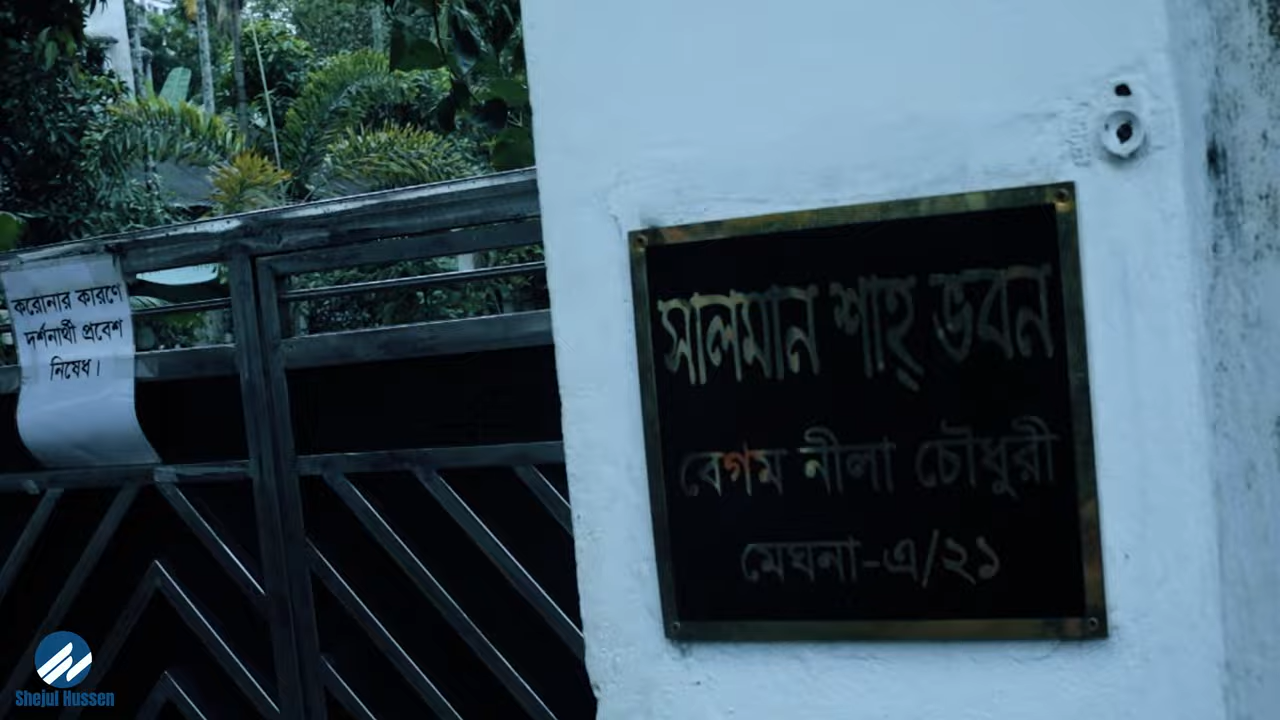 করোনার কারণে
দর্শনার্থী প্রবেশ
নিষেধ।
সালমান শাহ্ ভবন
বেগম নীলা চৌধুরী
মেঘনা-এ/২১
Shejul Hussen